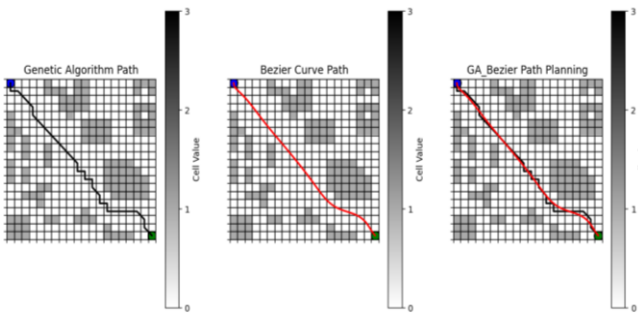 Genetic Algorithm Path
3
2
1
0
Cell Value
Bezier Curve Path
3
2
1
0
Cell Value
GA_Bezier Path Planning
3
2
1
0